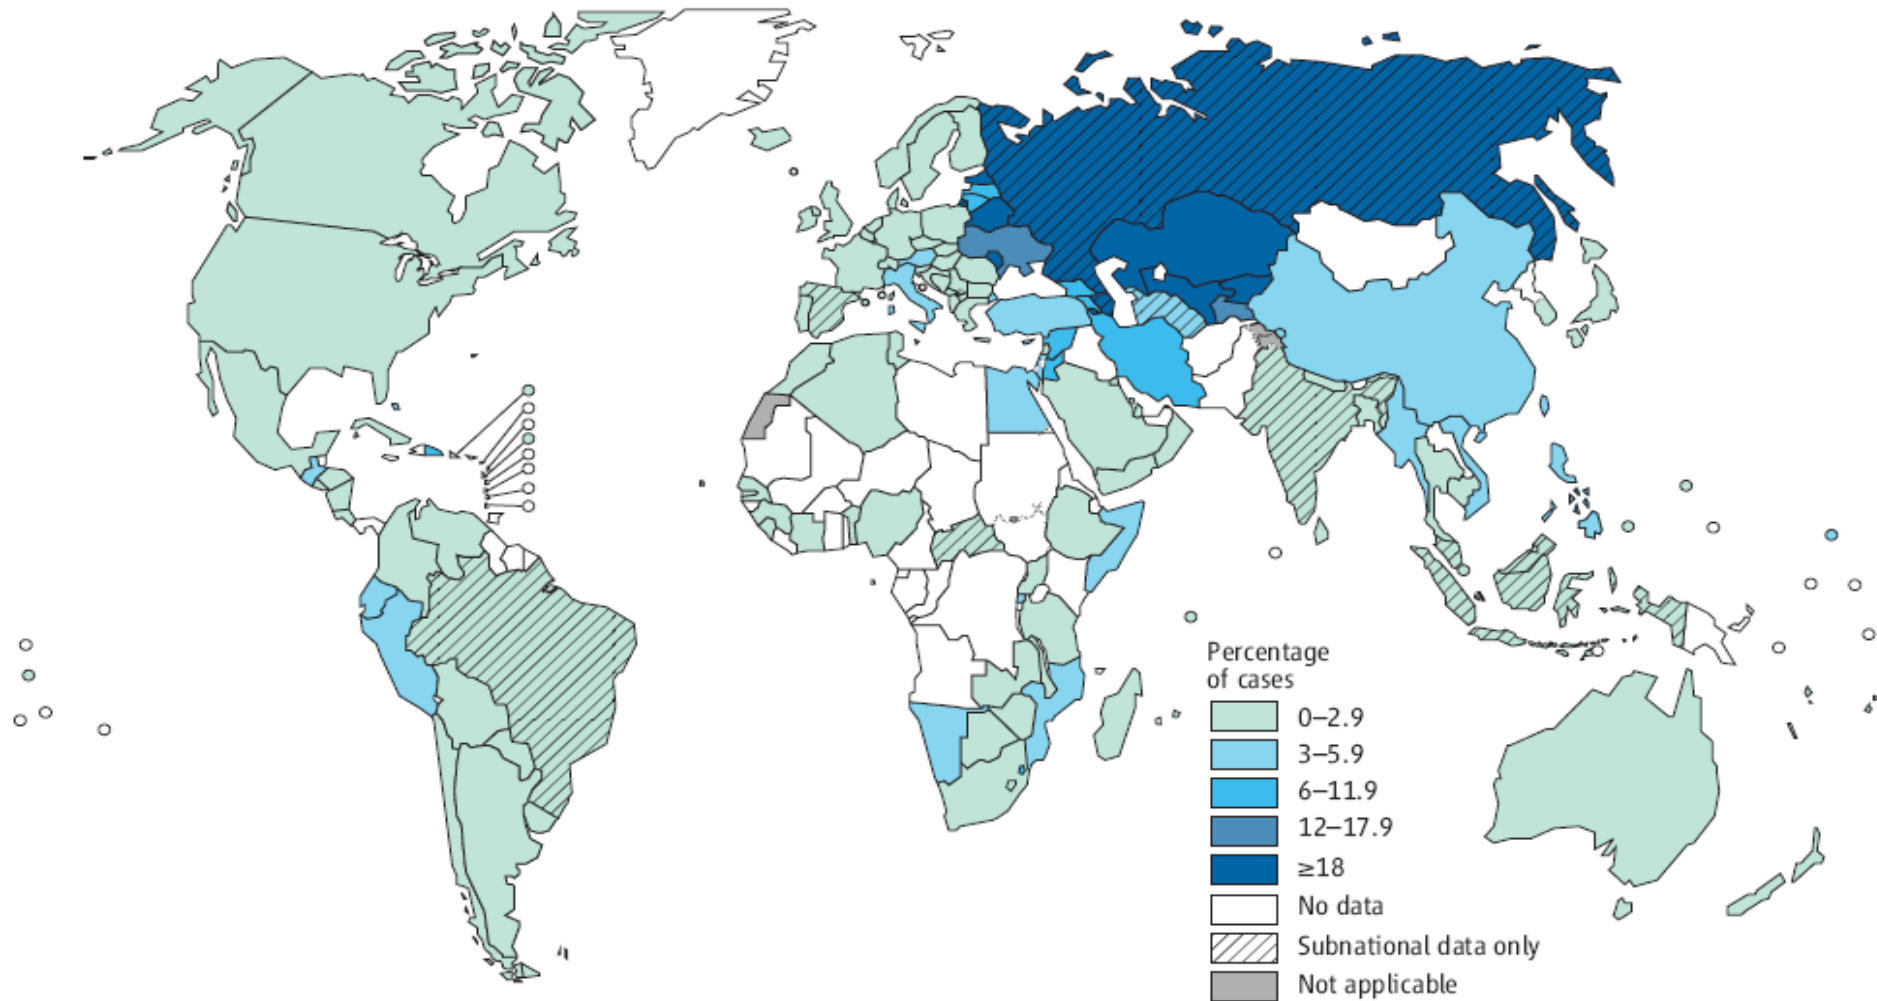 Percentage
of cases
0–2.9
3–5.9
6–11.9
12–17.9
≥18
No data
Subnational data only
Not applicable